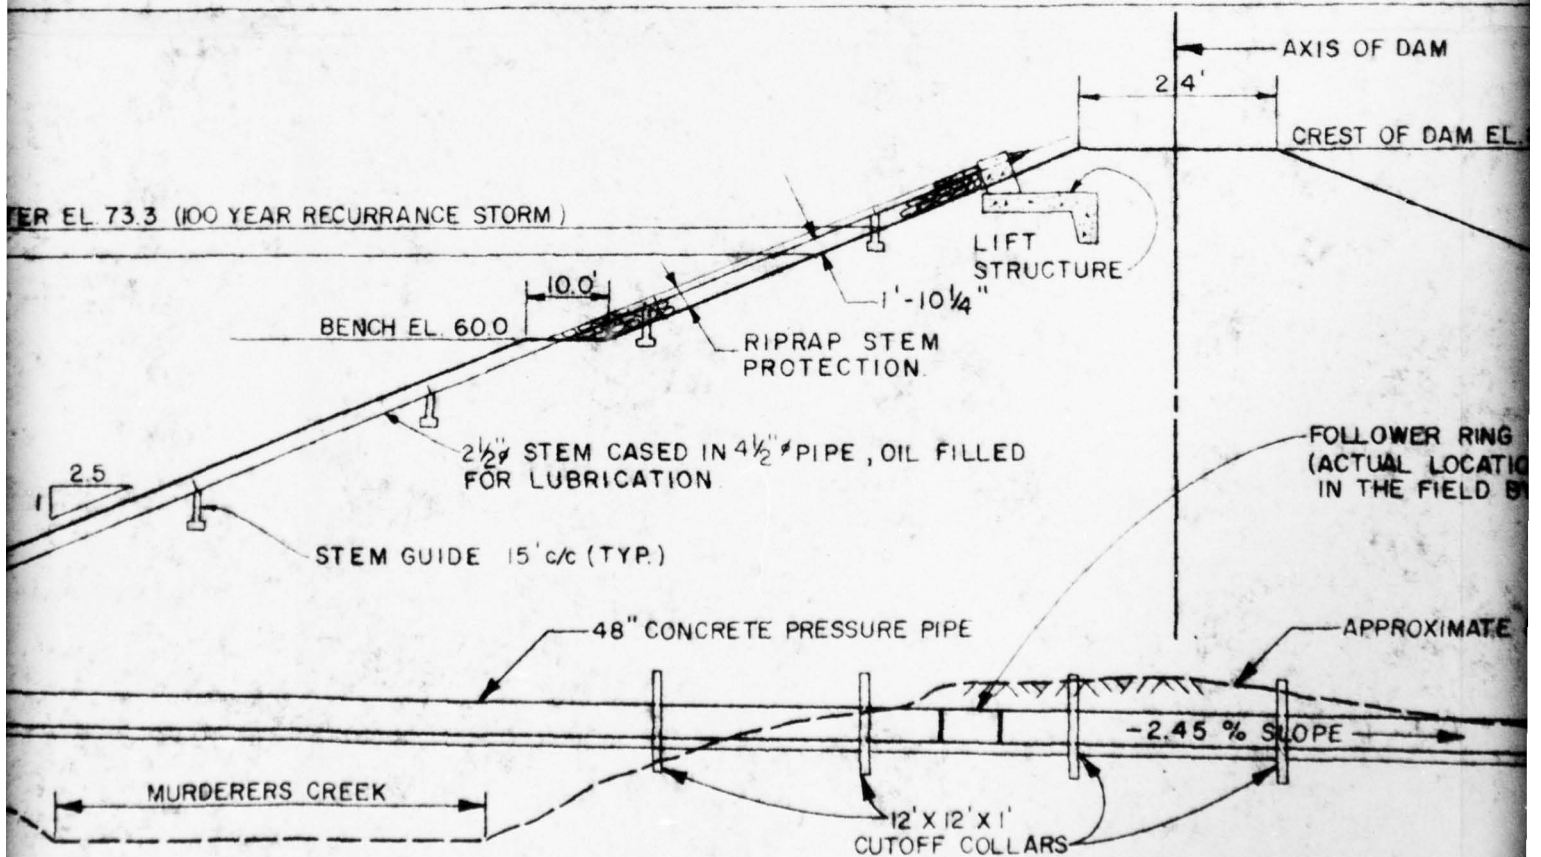 AXIS OF DAM
24'
CREST OF DAM EL.
TER EL. 73.3 (100 YEAR RECURRANCE STORM)
LIFT
STRUCTURE
10.0'
1'-10¼"
BENCH EL. 60.0
RIPRAP STEM
PROTECTION.
2½"ø STEM CASED IN 4½"ø PIPE, OIL FILLED
FOR LUBRICATION.
FOLLOWER RING
(ACTUAL LOCATIO
IN THE FIELD
2.5
1
STEM GUIDE 15' c/c (TYP.)
48" CONCRETE PRESSURE PIPE
APPROXIMATE
-2.45 % SLOPE
MURDERERS CREEK
12' X 12' X 1'
CUTOFF COLLARS